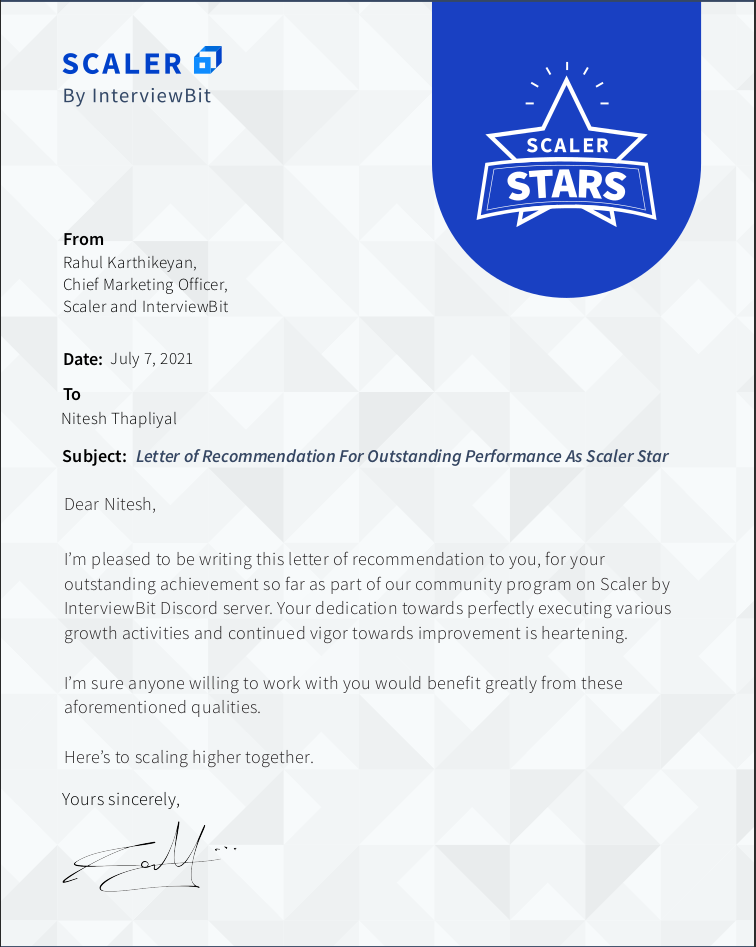 SCALER
By InterviewBit
SCALER
STARS
From
Rahul Karthikeyan,
Chief Marketing Officer,
Scaler and InterviewBit
Date: July 7, 2021
To
Nitesh Thapliyal
Subject: Letter of Recommendation For Outstanding Performance As Scaler Star
Dear Nitesh,
I’m pleased to be writing this letter of recommendation to you, for your
outstanding achievement so far as part of our community program on Scaler by
InterviewBit Discord server. Your dedication towards perfectly executing various
growth activities and continued vigor towards improvement is heartening.
I’m sure anyone willing to work with you would benefit greatly from these
aforementioned qualities.
Here’s to scaling higher together.
Yours sincerely,